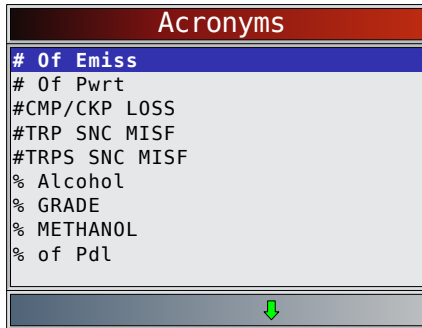 Acronyms
# Of Emiss
# Of Pwrt
#CMP/CKP LOSS
#TRP SNC MISF
#TRPS SNC MISF
% Alcohol
% GRADE
% METHANOL
% of Pdl